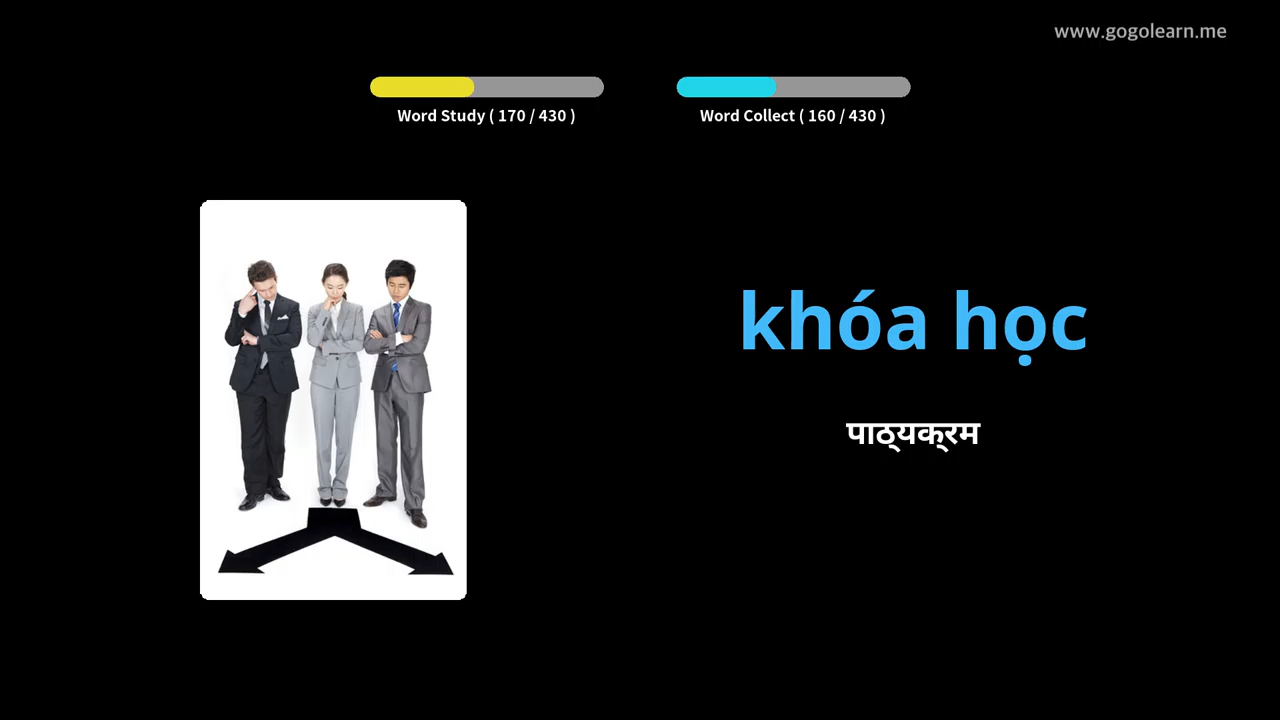 www.gogolearn.me
Word Study ( 170 / 430 )
Word Collect ( 160 / 430 )
khóa học
पाठ्यक्रम